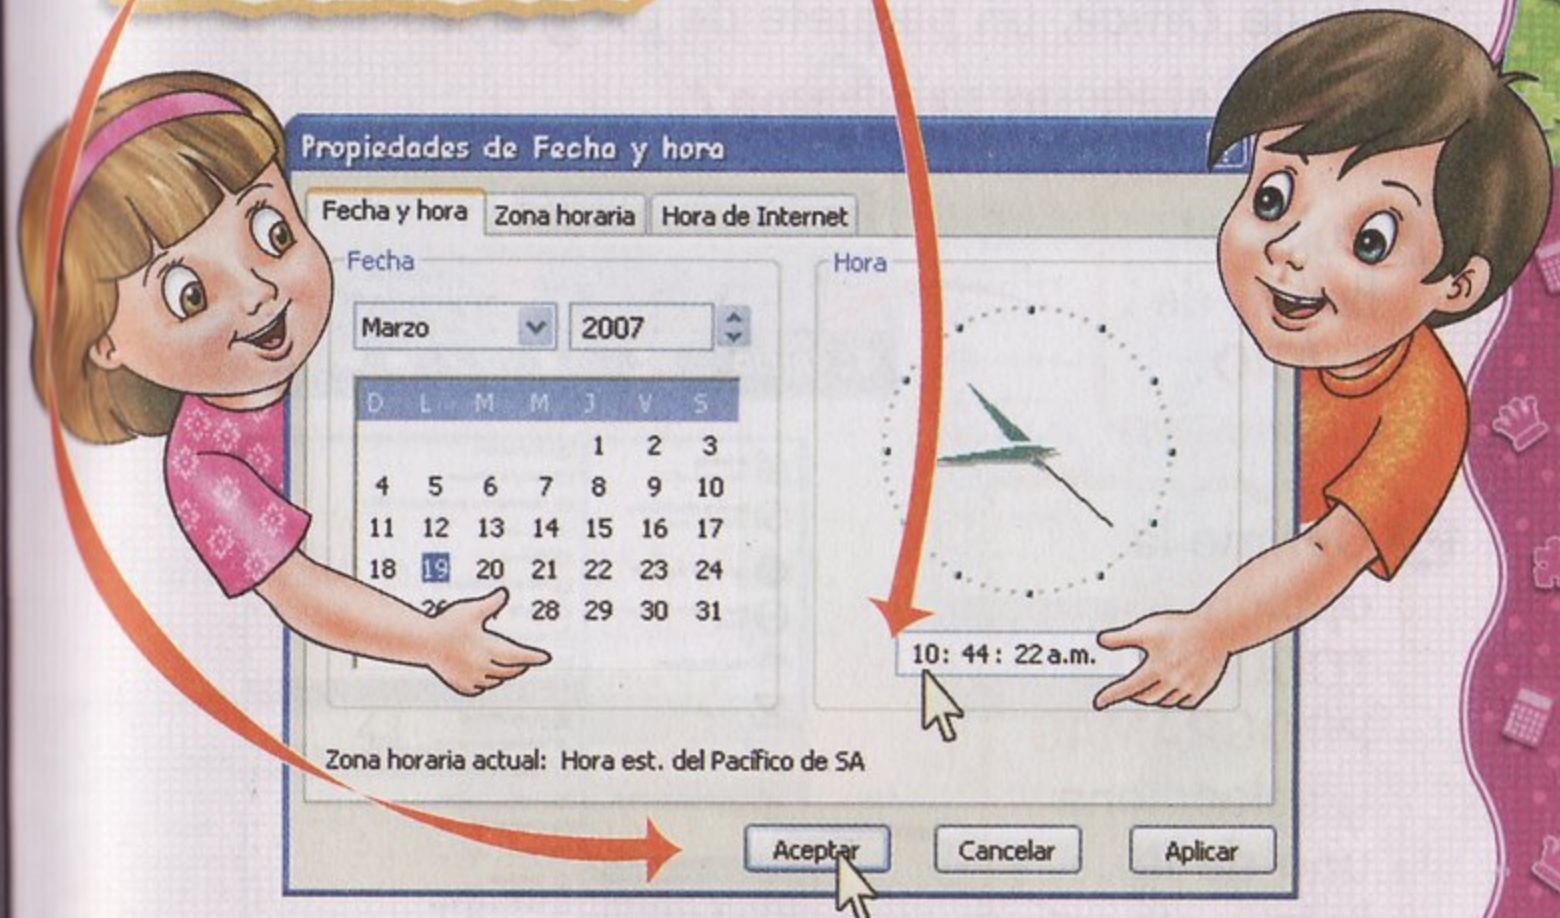 Propiedades de Fecha y hora
Fecha y hora Zona horaria Hora de Internet
Fecha
Marzo 2007
D L M M J V S
1 2 3
4 5 6 7 8 9 10
11 12 13 14 15 16 17
18 19 20 21 22 23 24
26 28 29 30 31
Hora
10: 44: 22 a.m.
Zona horaria actual: Hora est. del Pacífico de SA
Aceptar Cancelar Aplicar